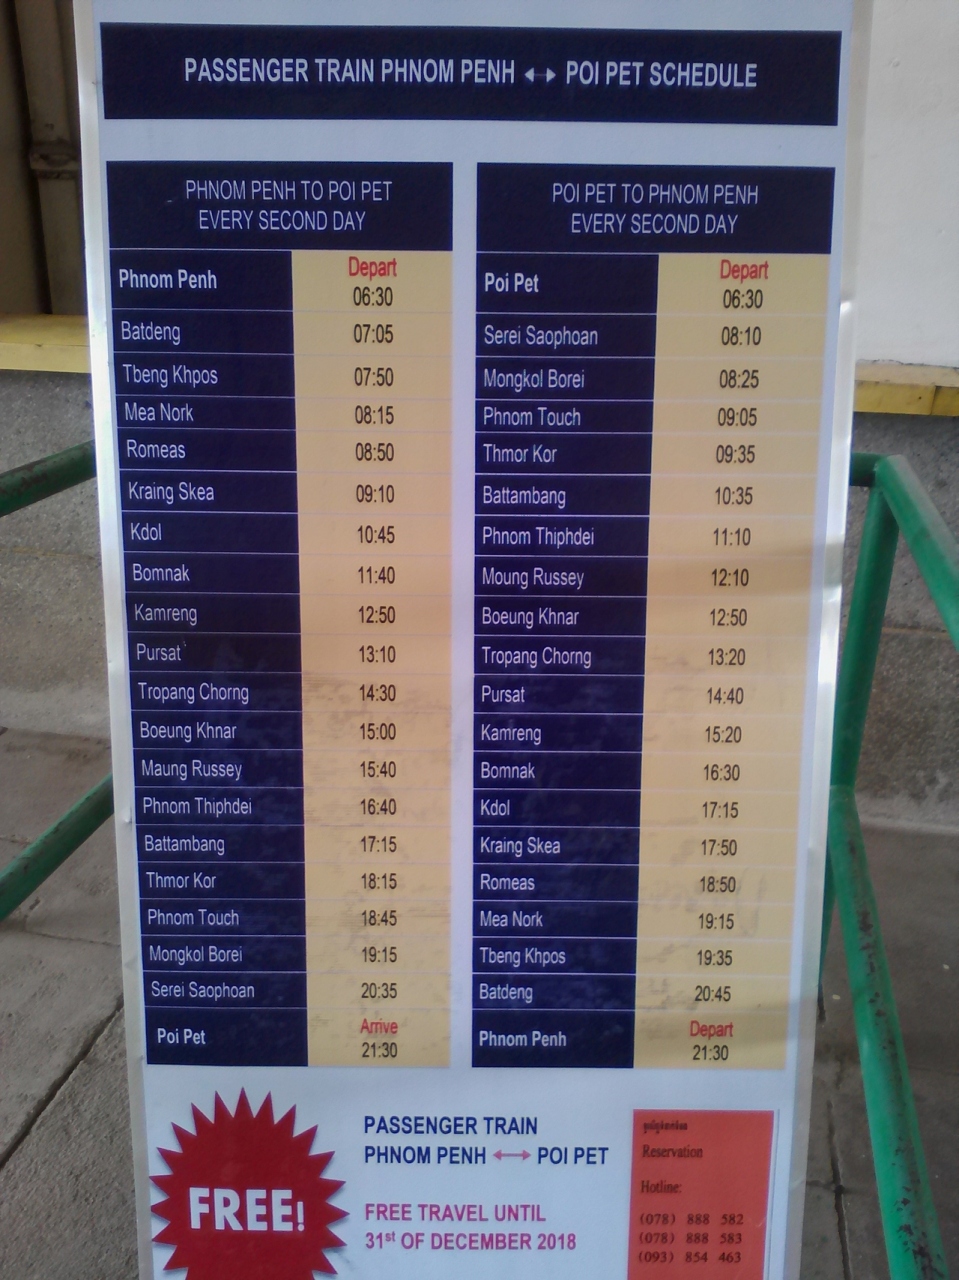 PASSENGER TRAIN PHNOM PENH ↔ POI PET SCHEDULE
PHNOM PENH TO POI PET
EVERY SECOND DAY
Phnom Penh Depart 06:30
Batdeng 07:05
Tbeng Khpos 07:50
Mea Nork 08:15
Romeas 08:50
Kraing Skea 09:10
Kdol 10:45
Bomnak 11:40
Kamreng 12:50
Pursat 13:10
Tropang Chorng 14:30
Boeung Khnar 15:00
Maung Russey 15:40
Phnom Thiphdei 16:40
Battambang 17:15
Thmor Kor 18:15
Phnom Touch 18:45
Mongkol Borei 19:15
Serei Saophoan 20:35
Poi Pet Arrive 21:30
POI PET TO PHNOM PENH
EVERY SECOND DAY
Poi Pet Depart 06:30
Serei Saophoan 08:10
Mongkol Borei 08:25
Phnom Touch 09:05
Thmor Kor 09:35
Battambang 10:35
Phnom Thiphdei 11:10
Moung Russey 12:10
Boeung Khnar 12:50
Tropang Chorng 13:20
Pursat 14:40
Kamreng 15:20
Bomnak 16:30
Kdol 17:15
Kraing Skea 17:50
Romeas 18:50
Mea Nork 19:15
Tbeng Khpos 19:35
Batdeng 20:45
Phnom Penh Depart 21:30
FREE!
PASSENGER TRAIN
PHNOM PENH ↔ POI PET
FREE TRAVEL UNTIL
31st OF DECEMBER 2018
Reservation
Hotline:
(078) 888 582
(078) 888 583
(093) 854 463